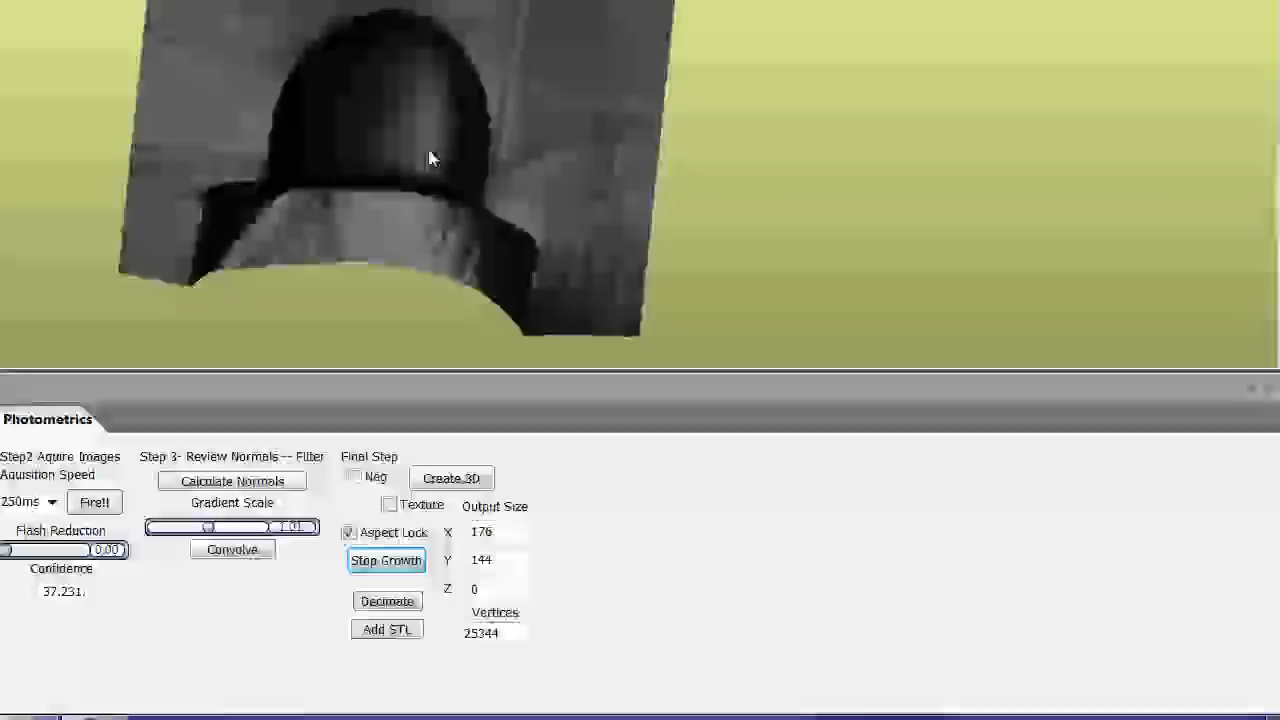 Photometrics
Step2 Aquire Images
Aquisition Speed
250ms
Fire!!
Flash Reduction
0.00
Confidence
37.231.
Step 3- Review Normals -- Filter
Calculate Normals
Gradient Scale
1.01
Convolve
Final Step
Neg
Create 3D
Texture
Output Size
Aspect Lock
X 176
Stop Growth
Y 144
Z 0
Decimate
Vertices
Add STL
25344